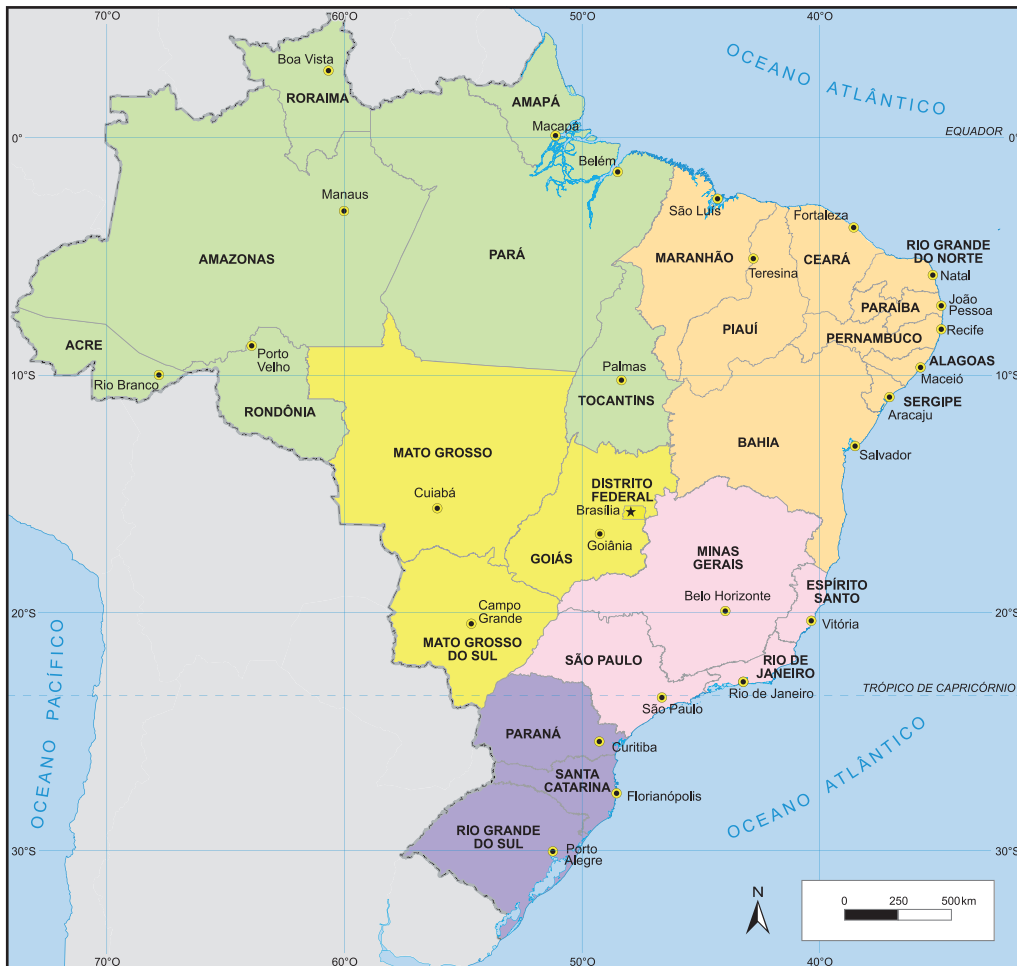 70°O
60°O
50°O
40°O
Boa Vista
RORAIMA
OCEANO ATLÂNTICO
AMAPÁ
Macapá
EQUADOR
0°
0°
Belém
Manaus
São Luís
Fortaleza
AMAZONAS
PARÁ
MARANHÃO
Teresina
CEARÁ
RIO GRANDE
DO NORTE
Natal
PARAÍBA
João
Pessoa
PIAUÍ
PERNAMBUCO
Recife
ACRE
Porto
Velho
Rio Branco
ALAGOAS
Maceió
10°S
10°S
Palmas
TOCANTINS
SERGIPE
Aracaju
RONDÔNIA
BAHIA
Salvador
MATO GROSSO
Cuiabá
DISTRITO
FEDERAL
Brasília
Goiânia
GOIÁS
MINAS
GERAIS
Belo Horizonte
ESPÍRITO
SANTO
Vitória
20°S
20°S
Campo
Grande
MATO GROSSO
DO SUL
SÃO PAULO
RIO DE
JANEIRO
Rio de Janeiro
São Paulo
TRÓPICO DE CAPRICÓRNIO
OCEANO PACÍFICO
PARANÁ
Curitiba
SANTA
CATARINA
Florianópolis
OCEANO ATLÂNTICO
RIO GRANDE
DO SUL
Porto
Alegre
30°S
30°S
N
0 250 500 km
70°O
60°O
50°O
40°O